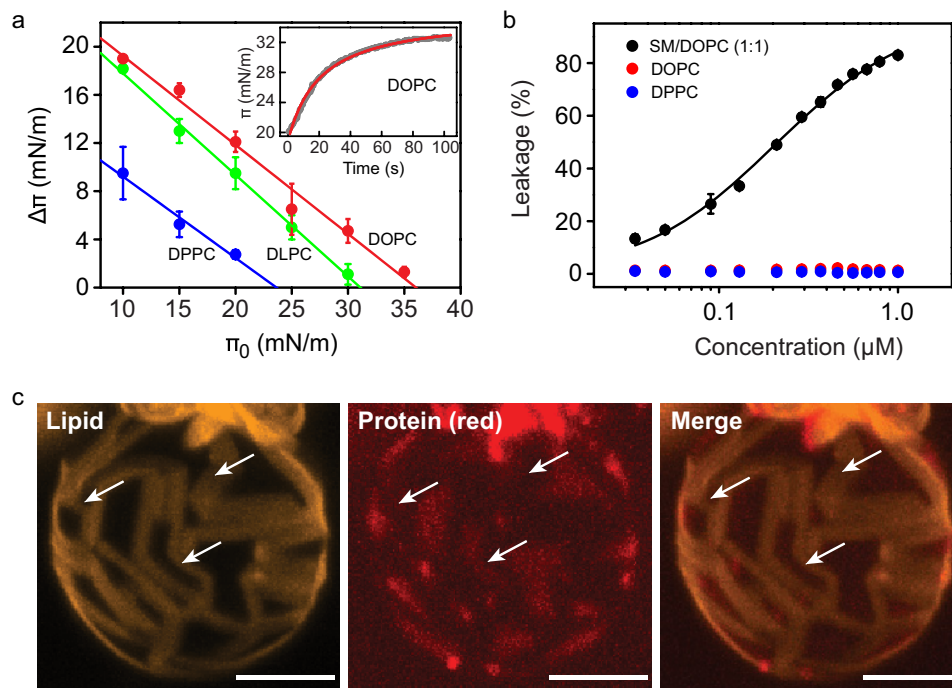 a
Δπ (mN/m)
20
16
12
8
4
0
10 15 20 25 30 35 40
π0 (mN/m)
DPPC
DLPC
DOPC
π (mN/m)
32
28
24
20
0 20 40 60 80 100
Time (s)
DOPC
b
Leakage (%)
80
60
40
20
0
0.1 1.0
Concentration (µM)
SM/DOPC (1:1)
DOPC
DPPC
c
Lipid
Protein (red)
Merge